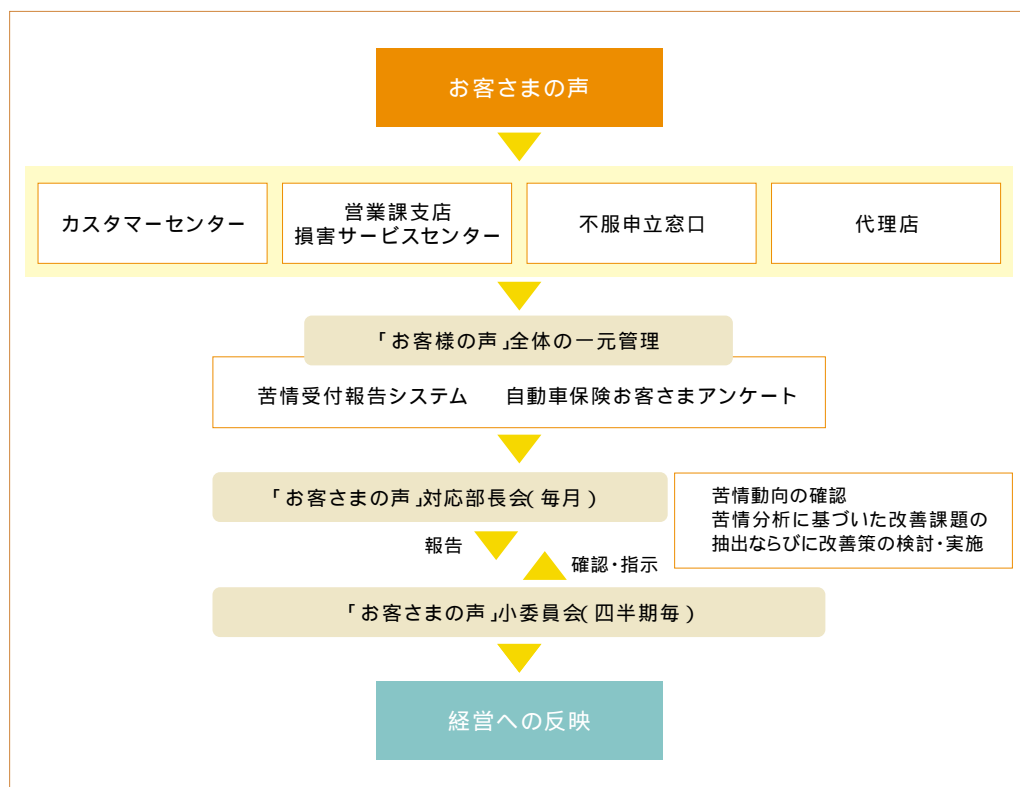 お客さまの声
カスタマーセンター
営業課支店
損害サービスセンター
不服申立窓口
代理店
「お客様の声」全体の一元管理
苦情受付報告システム
自動車保険お客さまアンケート
「お客さまの声」対応部長会(毎月)
苦情動向の確認
苦情分析に基づいた改善課題の
抽出ならびに改善策の検討・実施
報告
確認・指示
「お客さまの声」小委員会(四半期毎)
経営への反映